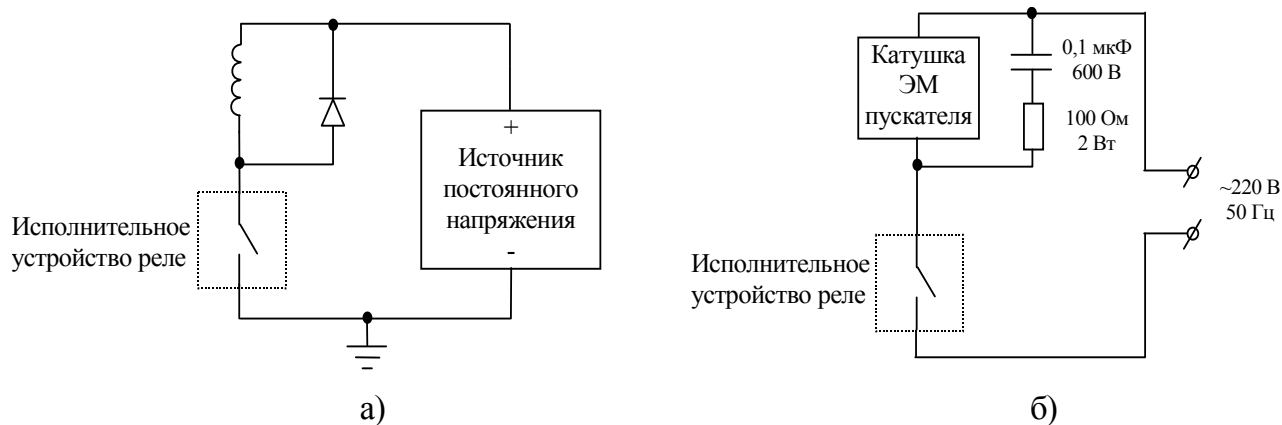 +
Источник
постоянного
напряжения
-
Исполнительное
устройство реле
а)
Катушка
ЭМ
пускателя
0,1 мкФ
600 В
100 Ом
2 Вт
~220 В
50 Гц
Исполнительное
устройство реле
б)